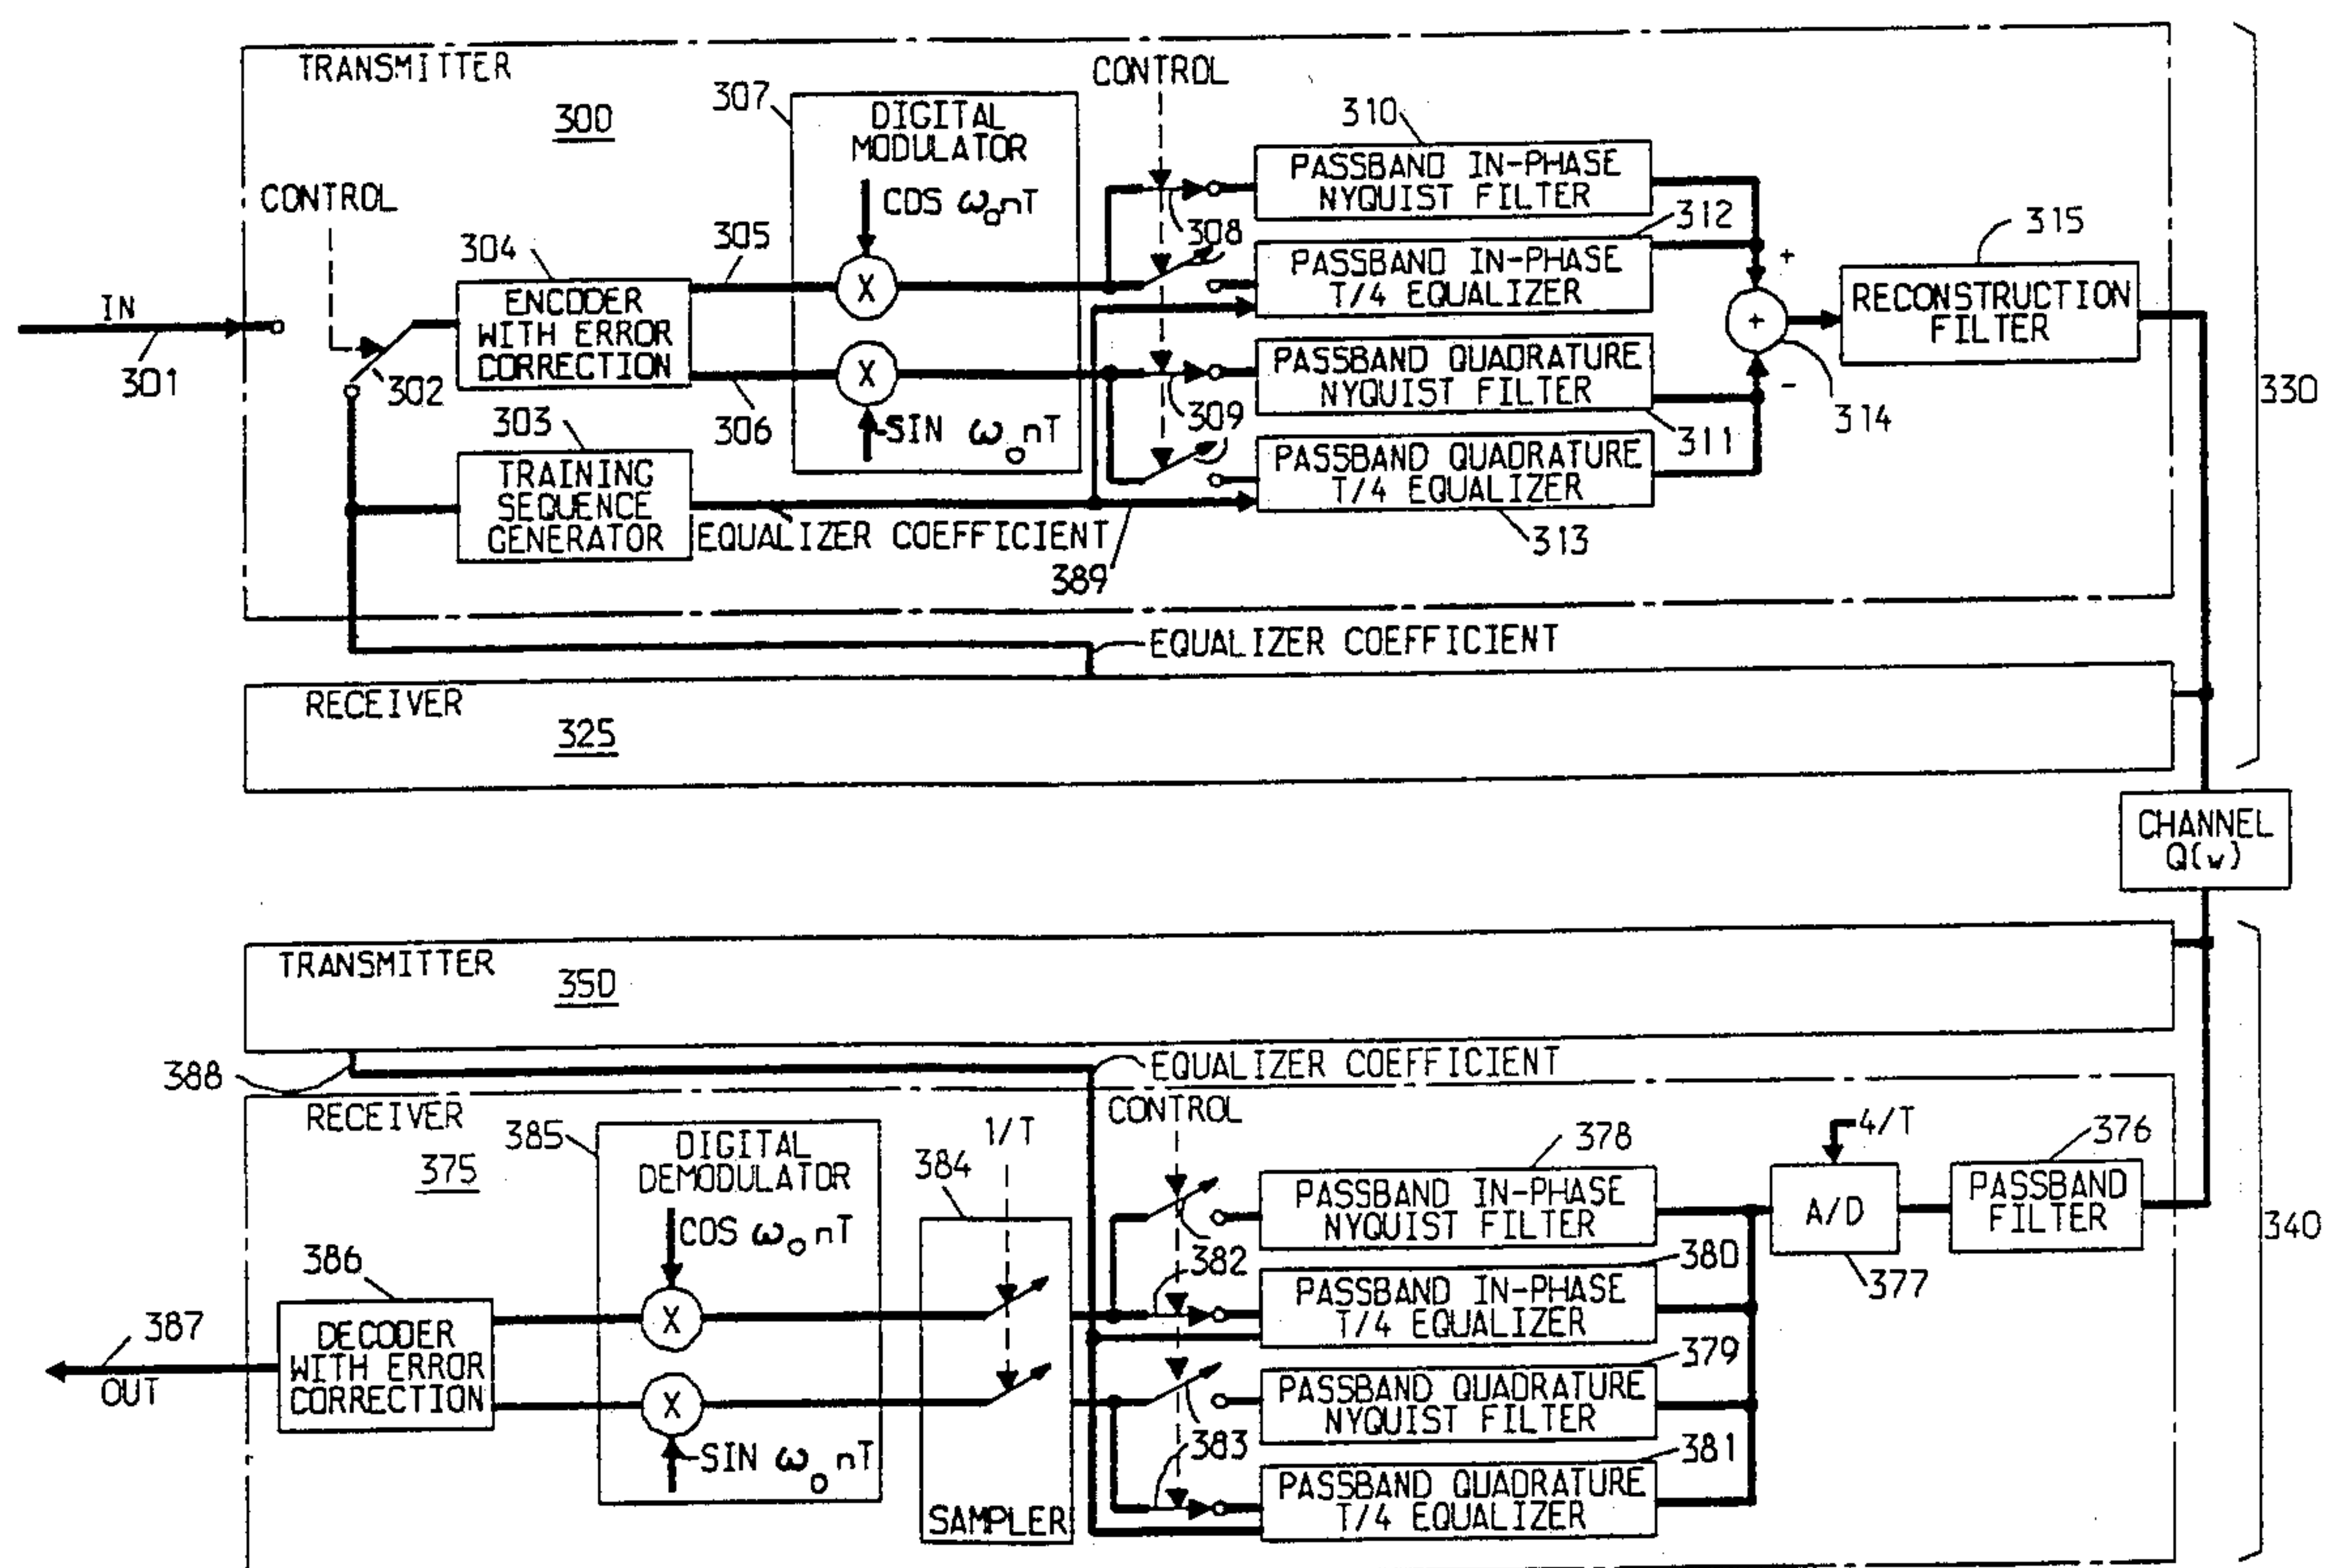 TRANSMITTER
300
CONTROL
IN
301
302
304
ENCODER
WITH ERROR
CORRECTION
303
TRAINING
SEQUENCE
GENERATOR
305
306
307
DIGITAL
MODULATOR
COS ω₀nT
X
X
-SIN ω₀nT
EQUALIZER COEFFICIENT
389
CONTROL
308
309
310
PASSBAND IN-PHASE
NYQUIST FILTER
312
PASSBAND IN-PHASE
T/4 EQUALIZER
PASSBAND QUADRATURE
NYQUIST FILTER
311
PASSBAND QUADRATURE
T/4 EQUALIZER
313
+
+
-
314
315
RECONSTRUCTION
FILTER
330
EQUALIZER COEFFICIENT
RECEIVER
325
CHANNEL
Q(w)
TRANSMITTER
350
388
EQUALIZER COEFFICIENT
RECEIVER
375
385
DIGITAL
DEMODULATOR
COS ω₀nT
X
X
-SIN ω₀nT
386
DECODER
WITH ERROR
CORRECTION
387
OUT
1/T
384
SAMPLER
CONTROL
382
383
378
PASSBAND IN-PHASE
NYQUIST FILTER
380
PASSBAND IN-PHASE
T/4 EQUALIZER
379
PASSBAND QUADRATURE
NYQUIST FILTER
381
PASSBAND QUADRATURE
T/4 EQUALIZER
4/T
A/D
377
376
PASSBAND
FILTER
340